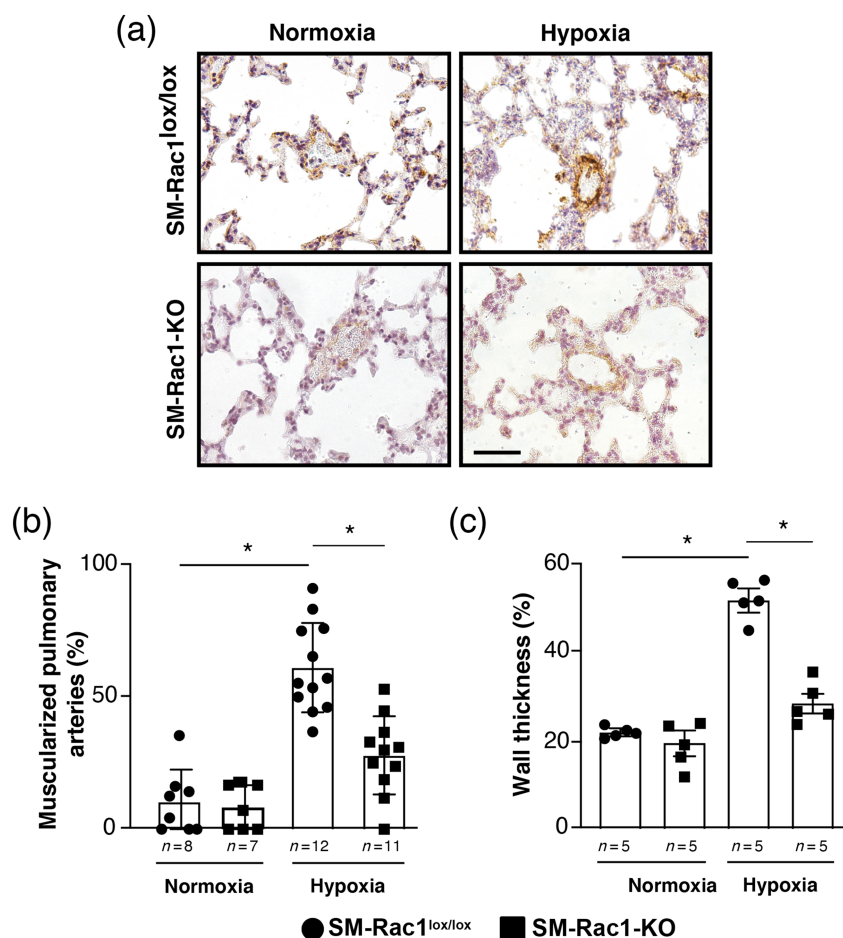 (a)
Normoxia Hypoxia
SM-Rac1lox/lox
SM-Rac1-KO
(b)
Muscularized pulmonary
arteries (%)
100
50
0
*
*
n=8 n=7 n=12 n=11
Normoxia Hypoxia
(c)
Wall thickness (%)
60
40
20
0
*
*
n=5 n=5 n=5 n=5
Normoxia Hypoxia
SM-Rac1lox/lox SM-Rac1-KO